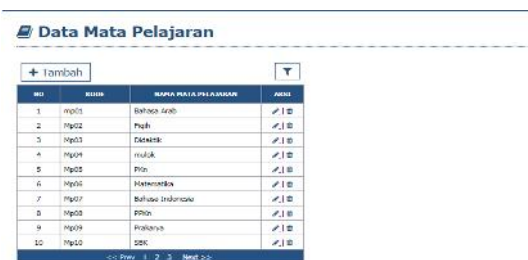 Data Mata Pelajaran
+ Tambah
NO KODE NAMA MATA PELAJARAN AKSI
1 mp01 Bahasa Arab
2 Mp02 Fiqih
3 Mp03 Didaktik
4 Mp04 mulok
5 Mp05 PKn
6 Mp06 Matematika
7 Mp07 Bahasa Indonesia
8 Mp08 PPKn
9 Mp09 Prakarya
10 Mp10 SBK
<< Prev 1 2 3 Next >>